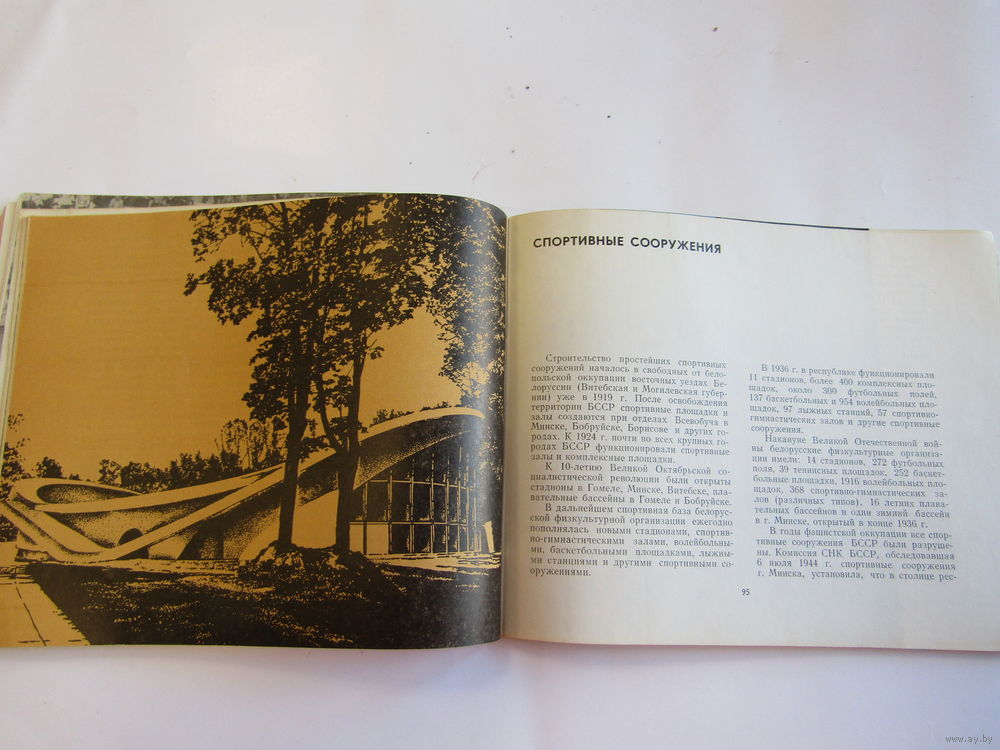 СПОРТИВНЫЕ СООРУЖЕНИЯ
Строительство простейших спортивных
сооружений началось в свободных от бело-
польской оккупации восточных уездах Бе-
лоруссии (Витебская и Могилевская губер-
нии) уже в 1919 г. После освобождения
территории БССР спортивные площадки и
залы создаются при отделах Всевобуча в
Минске, Бобруйске, Борисове и других го-
родах. К 1924 г. почти во всех крупных го-
родах БССР функционировали спортивные
залы и комплексные площадки.
К 10-летию Великой Октябрьской со-
циалистической революции были открыты
стадионы в Гомеле, Минске, Витебске, пла-
вательные бассейны в Гомеле и Бобруйске.
В дальнейшем спортивная база белорус-
ской физкультурной организации ежегодно
пополнялась новыми стадионами, спортив-
но-гимнастическими залами, волейбольны-
ми, баскетбольными площадками, лыжны-
ми станциями и другими спортивными со-
оружениями.
В 1936 г. в республике функционировали
11 стадионов, более 400 комплексных пло-
щадок, около 300 футбольных полей,
137 баскетбольных и 954 волейбольных пло-
щадок, 97 лыжных станций, 57 спортивно-
гимнастических залов и другие спортивные
сооружения.
Накануне Великой Отечественной вой-
ны белорусские физкультурные организа-
ции имели: 14 стадионов, 272 футбольных
поля, 39 теннисных площадок, 252 баскет-
больные площадки, 1916 волейбольных пло-
щадок, 368 спортивно-гимнастических за-
лов (различных типов), 16 летних плава-
тельных бассейнов и один зимний бассейн
в г. Минске, открытый в конце 1936 г.
В годы фашистской оккупации все спор-
тивные сооружения БССР были разруше-
ны. Комиссия СНК БССР, обследовавшая
6 июля 1944 г. спортивные сооружения
г. Минска, установила, что в столице рес-
95
www.ay.by